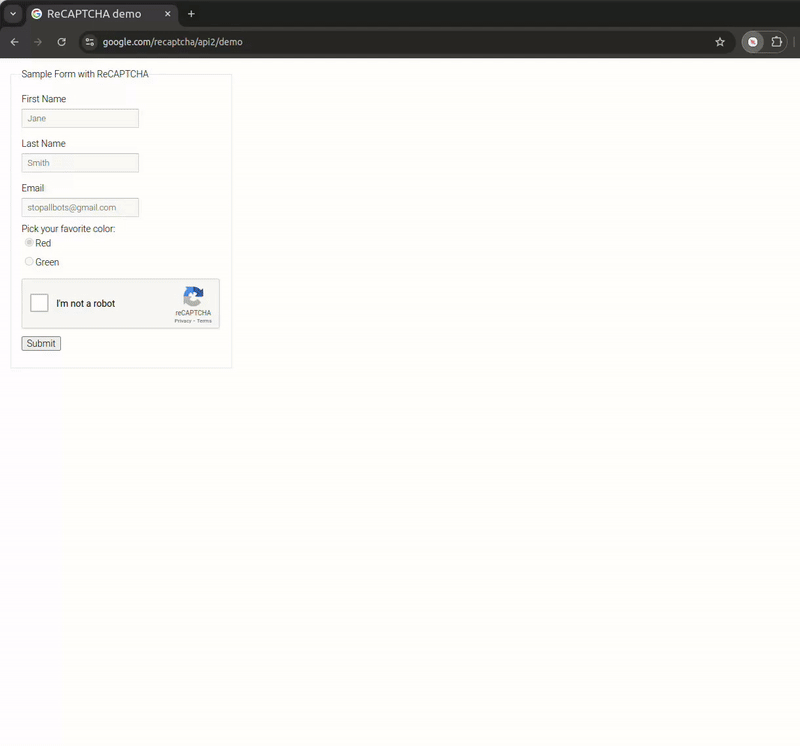 ReCAPTCHA demo
google.com/recaptcha/api2/demo
Sample Form with ReCAPTCHA
First Name
Jane
Last Name
Smith
Email
stopallbots@gmail.com
Pick your favorite color:
Red
Green
I'm not a robot
reCAPTCHA
Privacy - Terms
Submit